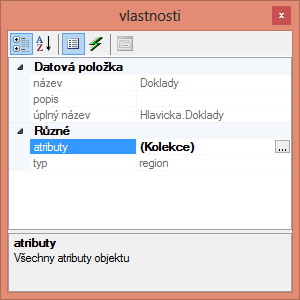 vlastnosti
Datová položka
název Doklady
popis
úplný název Hlavicka.Doklady
Různé
atributy (Kolekce) ...
typ region
atributy
Všechny atributy objektu